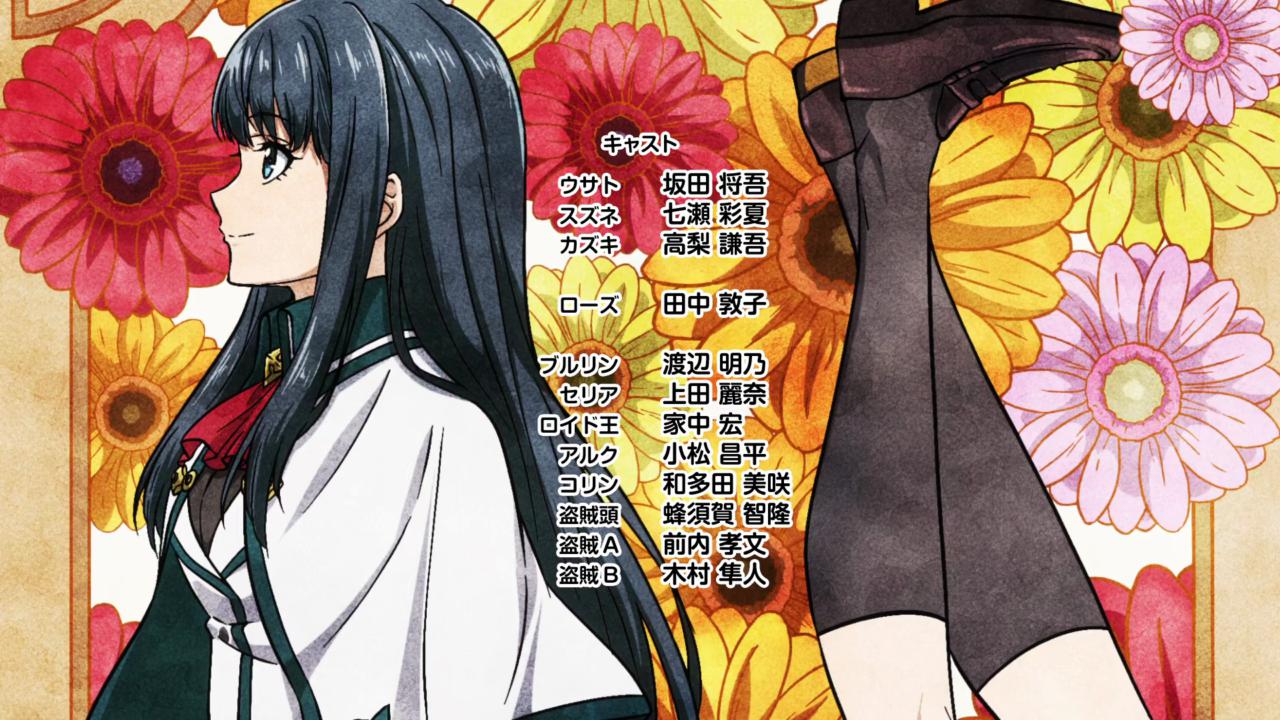 キャスト
ウサト 坂田 将吾
スズネ 七瀬 彩夏
カズキ 高梨 謙吾
ローズ 田中 敦子
ブルリン 渡辺 明乃
セリア 上田 麗奈
ロイド王 家中 宏
アルク 小松 昌平
コリン 和多田 美咲
盗賊頭 蜂須賀 智隆
盗賊A 前内 孝文
盗賊B 木村 隼人